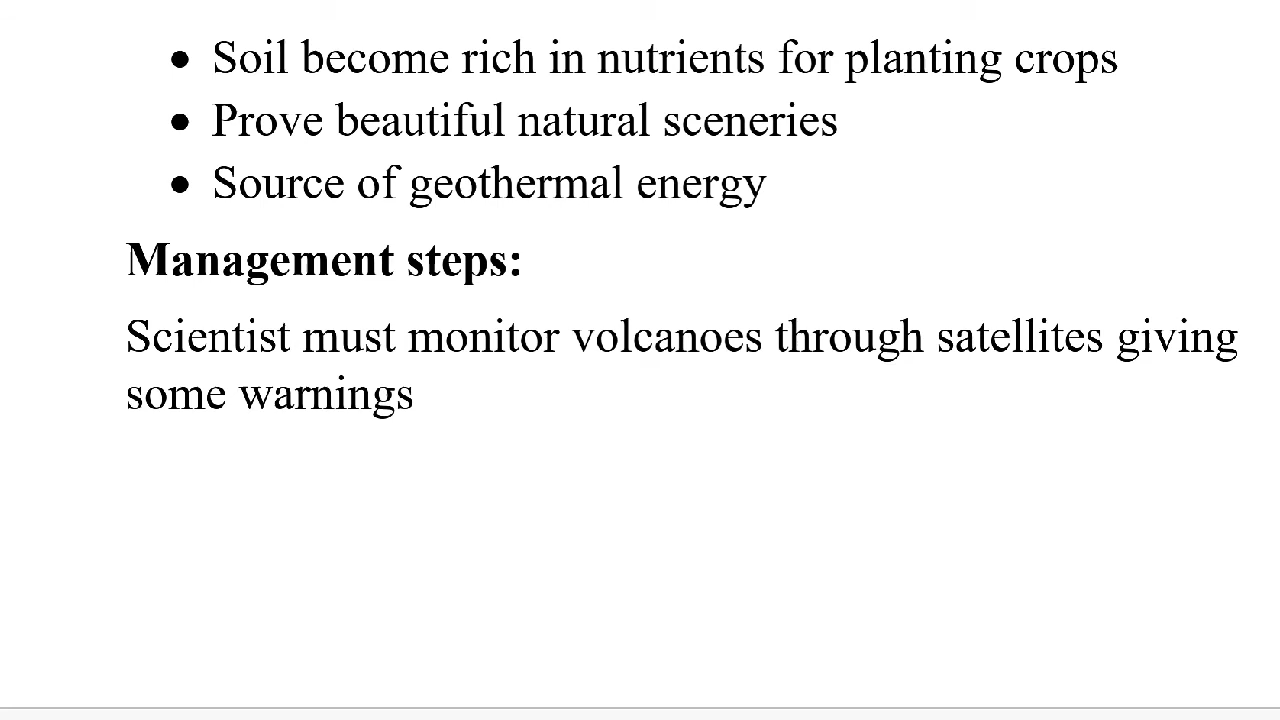 • Soil become rich in nutrients for planting crops
• Prove beautiful natural sceneries
• Source of geothermal energy
Management steps:
Scientist must monitor volcanoes through satellites giving
some warnings